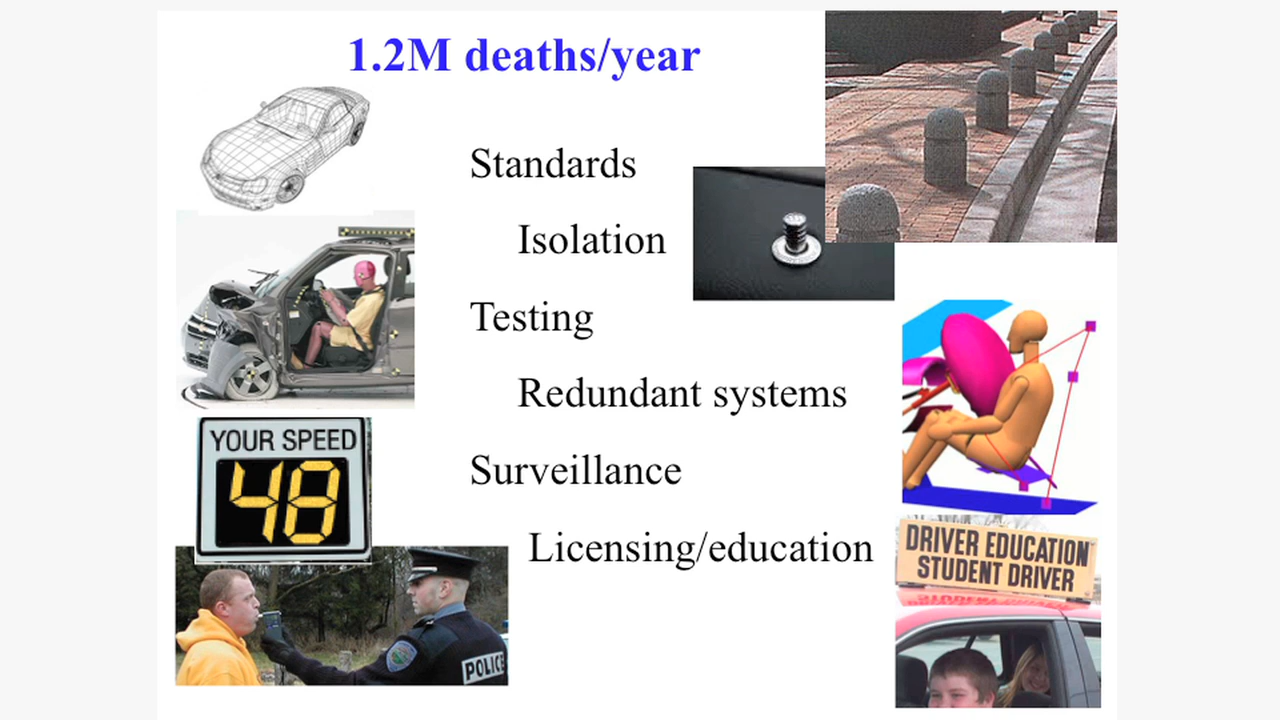 1.2M deaths/year
Standards
Isolation
Testing
Redundant systems
Surveillance
YOUR SPEED
48
Licensing/education
DRIVER EDUCATION
STUDENT DRIVER
POLICE